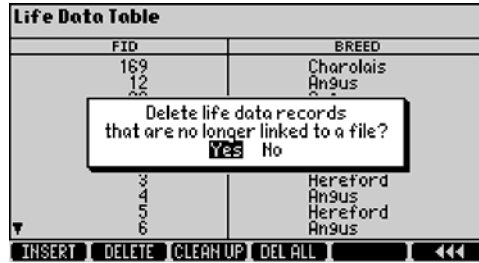 Life Data Table
FID BREED
169 Charolais
12 Angus
Delete life data records
that are no longer linked to a file?
Yes No
3 Hereford
4 Angus
5 Hereford
6 Angus
INSERT DELETE CLEAN UP DEL ALL